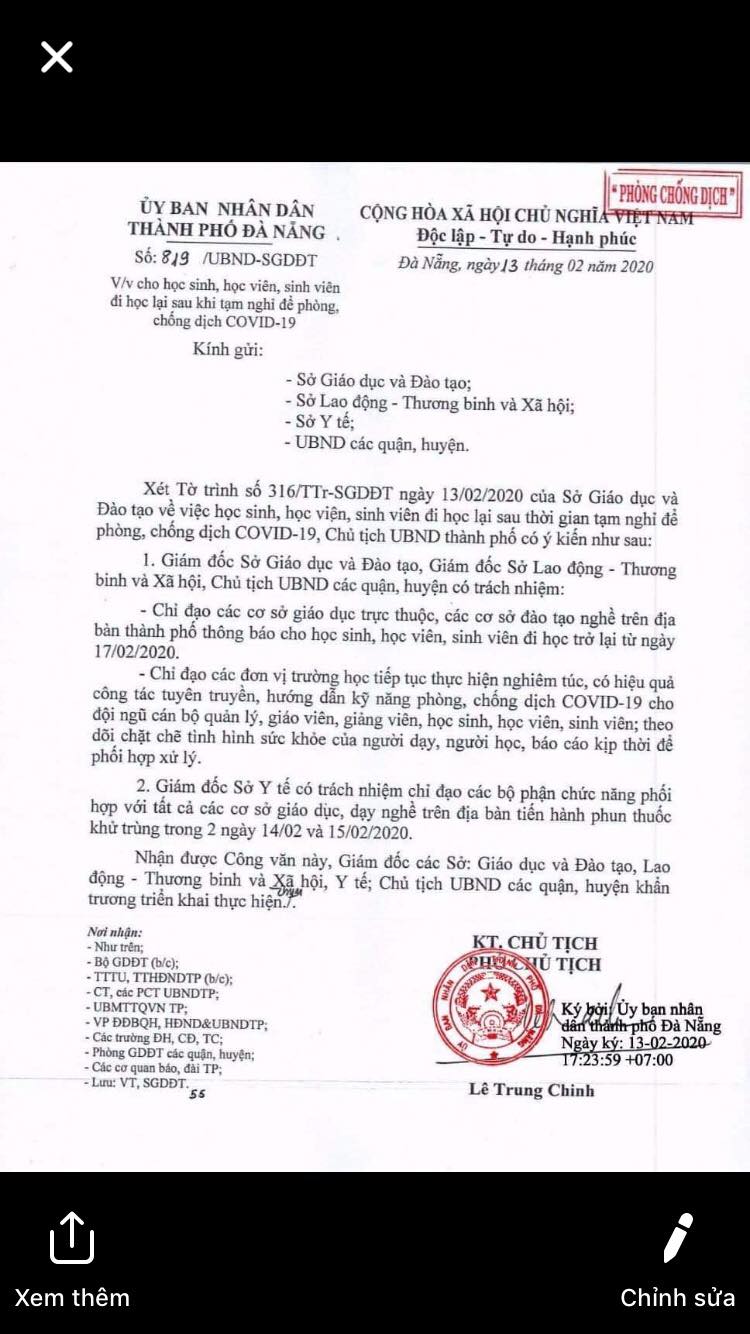 "PHÒNG CHỐNG DỊCH"
ỦY BAN NHÂN DÂN
THÀNH PHỐ ĐÀ NẴNG
CỘNG HÒA XÃ HỘI CHỦ NGHĨA VIỆT NAM
Độc lập - Tự do - Hạnh phúc
Số: 819 /UBND-SGDĐT
Đà Nẵng, ngày 13 tháng 02 năm 2020
V/v cho học sinh, học viên, sinh viên
đi học lại sau khi tạm nghỉ để phòng,
chống dịch COVID-19
Kính gửi:
- Sở Giáo dục và Đào tạo;
- Sở Lao động - Thương binh và Xã hội;
- Sở Y tế;
- UBND các quận, huyện.
Xét Tờ trình số 316/TTr-SGDĐT ngày 13/02/2020 của Sở Giáo dục và
Đào tạo về việc học sinh, học viên, sinh viên đi học lại sau thời gian tạm nghỉ để
phòng, chống dịch COVID-19, Chủ tịch UBND thành phố có ý kiến như sau:
1. Giám đốc Sở Giáo dục và Đào tạo, Giám đốc Sở Lao động - Thương
binh và Xã hội, Chủ tịch UBND các quận, huyện có trách nhiệm:
- Chỉ đạo các cơ sở giáo dục trực thuộc, các cơ sở đào tạo nghề trên địa
bàn thành phố thông báo cho học sinh, học viên, sinh viên đi học trở lại từ ngày
17/02/2020.
- Chỉ đạo các đơn vị trường học tiếp tục thực hiện nghiêm túc, có hiệu quả
công tác tuyên truyền, hướng dẫn kỹ năng phòng, chống dịch COVID-19 cho
đội ngũ cán bộ quản lý, giáo viên, giảng viên, học sinh, học viên, sinh viên; theo
dõi chặt chẽ tình hình sức khỏe của người dạy, người học, báo cáo kịp thời để
phối hợp xử lý.
2. Giám đốc Sở Y tế có trách nhiệm chỉ đạo các bộ phận chức năng phối
hợp với tất cả các cơ sở giáo dục, dạy nghề trên địa bàn tiến hành phun thuốc
khử trùng trong 2 ngày 14/02 và 15/02/2020.
Nhận được Công văn này, Giám đốc các Sở: Giáo dục và Đào tạo, Lao
động - Thương binh và Xã hội, Y tế; Chủ tịch UBND các quận, huyện khẩn
trương triển khai thực hiện./.
Nơi nhận:
- Như trên;
- Bộ GDĐT (b/c);
- TTTU, TTHĐNDTP (b/c);
- CT, các PCT UBNDTP;
- UBMTTQVN TP;
- VP ĐĐBQH, HĐND&UBNDTP;
- Các trường ĐH, CĐ, TC;
- Phòng GDĐT các quận, huyện;
- Các cơ quan báo, đài TP;
- Lưu: VT, SGDĐT.
55
KT. CHỦ TỊCH
PHÓ CHỦ TỊCH
Ký bởi: Ủy ban nhân
dân thành phố Đà Nẵng
Ngày ký: 13-02-2020
17:23:59 +07:00
Lê Trung Chinh
Xem thêm
Chỉnh sửa